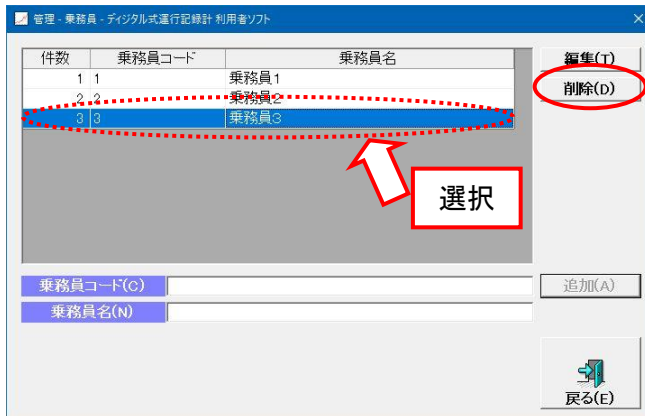 管理 - 乗務員 - ディジタル式運行記録計 利用者ソフト
件数 乗務員コード 乗務員名
1 1 乗務員1
2 2 乗務員2
3 3 乗務員3
編集(T)
削除(D)
選択
乗務員コード(C)
乗務員名(N)
追加(A)
戻る(E)